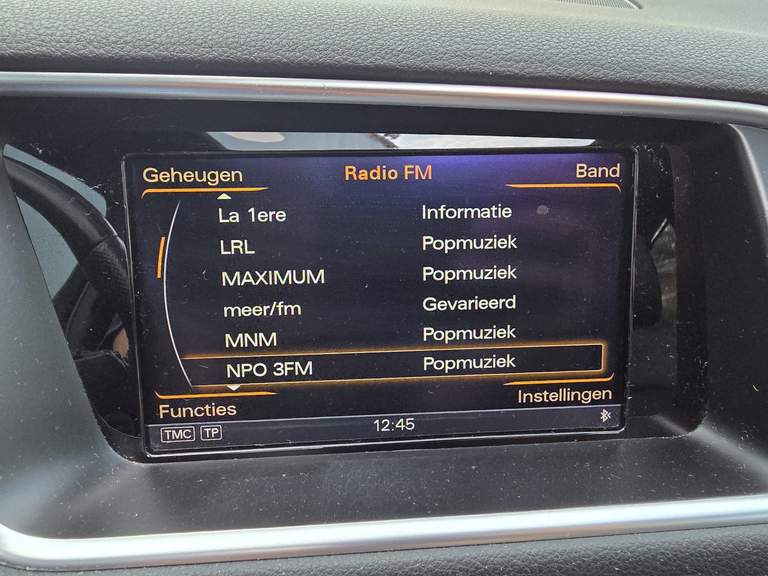 Geheugen Radio FM Band
La 1ere Informatie
LRL Popmuziek
MAXIMUM Popmuziek
meer/fm Gevarieerd
MNM Popmuziek
NPO 3FM Popmuziek
Functies Instellingen
TMC TP 12:45